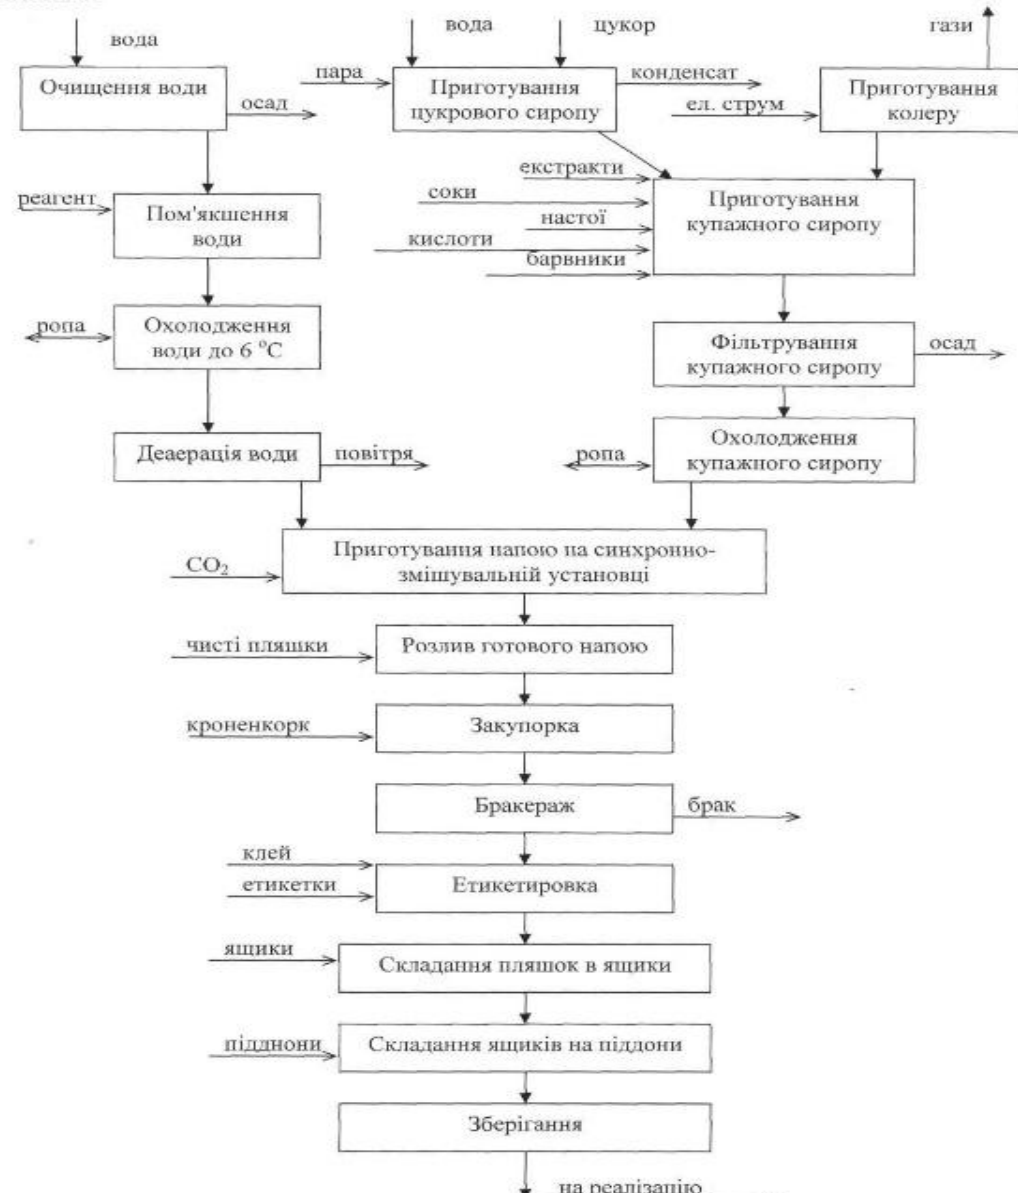 вода
вода
цукор
гази
Очищення води
осад
пара
Приготування
цукрового сиропу
конденсат
ел. струм
Приготування
колеру
реагент
Пом'якшення
води
екстракти
соки
настої
кислоти
барвники
Приготування
купажного сиропу
ропа
Охолодження
води до 6 °С
Фільтрування
купажного сиропу
осад
Деаерація води
повітря
ропа
Охолодження
купажного сиропу
СО₂
Приготування напою на синхронно-
змішувальній установці
чисті пляшки
Розлив готового напою
кроненкорк
Закупорка
Бракераж
брак
клей
етикетки
Етикетировка
ящики
Складання пляшок в ящики
підднони
Складання ящиків на піддони
Зберігання
на реалізацію